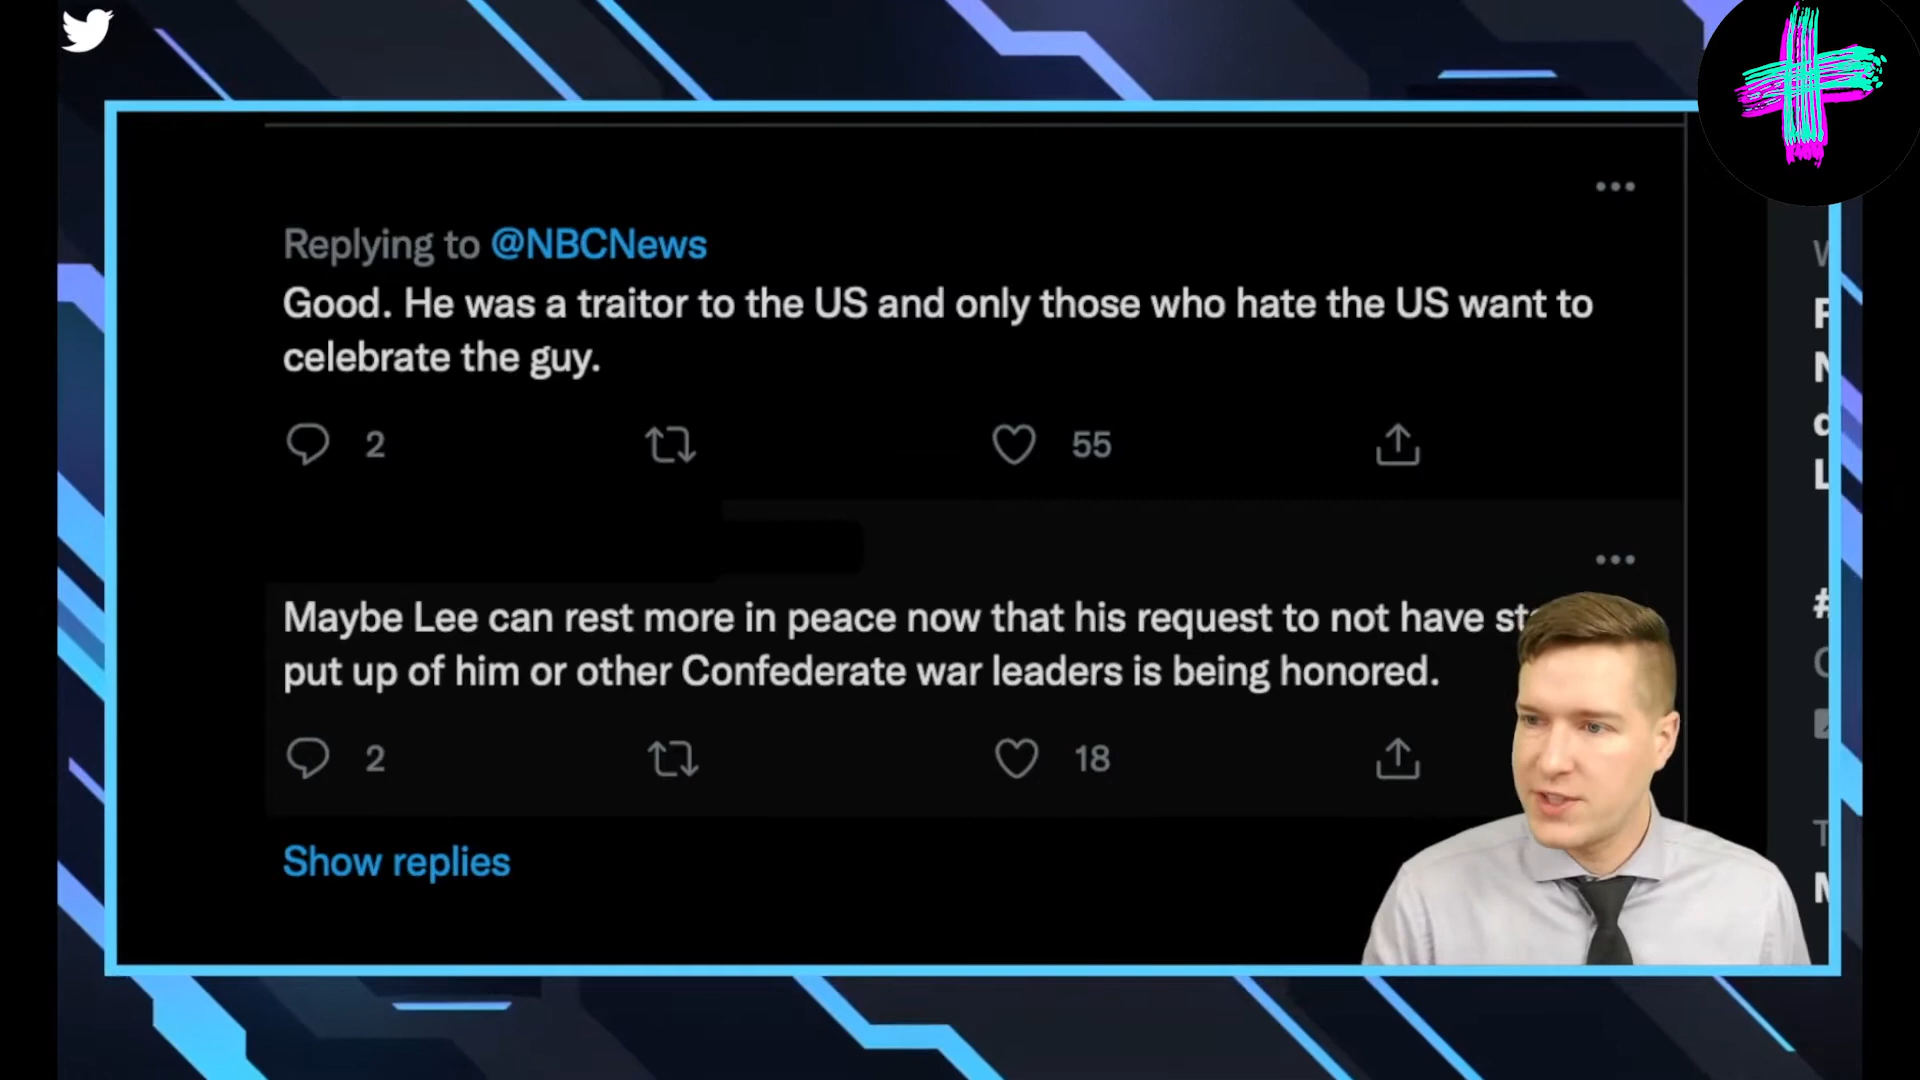 Replying to @NBCNews
Good. He was a traitor to the US and only those who hate the US want to
celebrate the guy.
2 55
Maybe Lee can rest more in peace now that his request to not have
put up of him or other Confederate war leaders is being honored.
2 18
Show replies